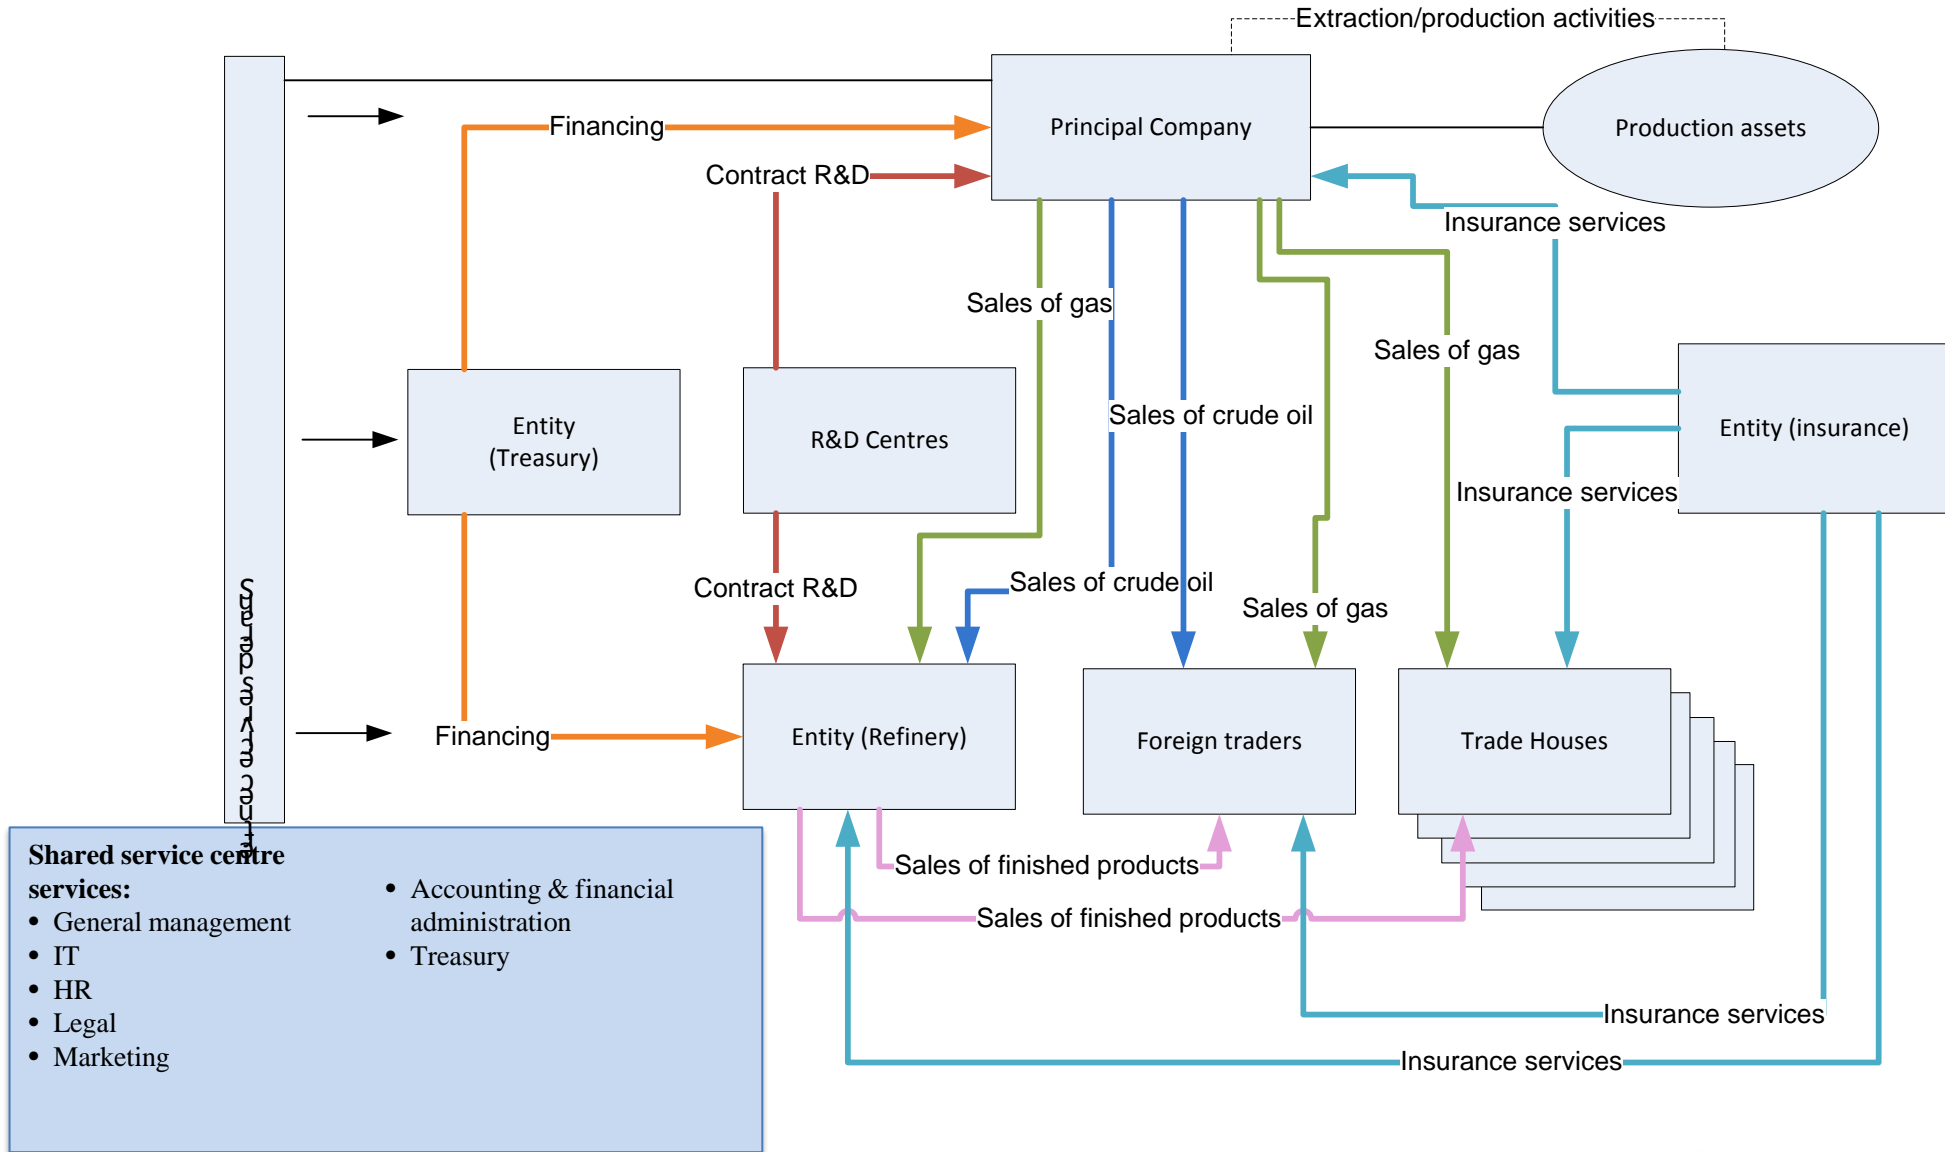 Extraction/production activities
Principal Company
Production assets
Financing
Contract R&D
Insurance services
Sales of gas
Sales of gas
Sales of crude oil
Entity
(Treasury)
R&D Centres
Entity (insurance)
Insurance services
Contract R&D
Sales of crude oil
Sales of gas
Shared service centre
Financing
Entity (Refinery)
Foreign traders
Trade Houses
Sales of finished products
Sales of finished products
Insurance services
Insurance services
Shared service centre
services:
• General management
• IT
• HR
• Legal
• Marketing
• Accounting & financial
administration
• Treasury